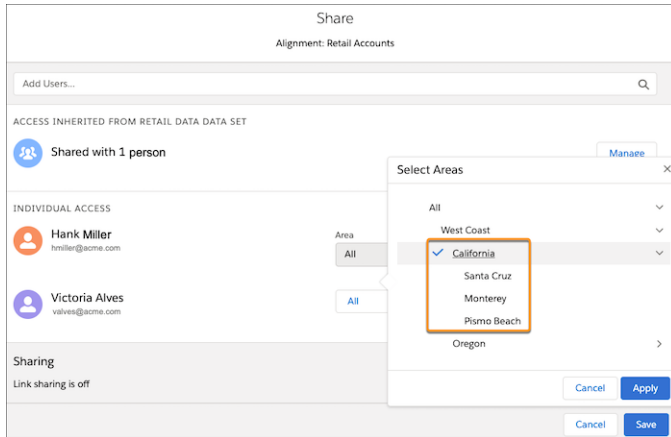 Share
Alignment: Retail Accounts
Add Users...
ACCESS INHERITED FROM RETAIL DATA DATA SET
Shared with 1 person
Manage
Select Areas
All
West Coast
California
Santa Cruz
Monterey
Pismo Beach
Oregon
Cancel
Apply
INDIVIDUAL ACCESS
Hank Miller
hmiller@acme.com
Area
All
Victoria Alves
valves@acme.com
All
Sharing
Link sharing is off
Cancel
Save